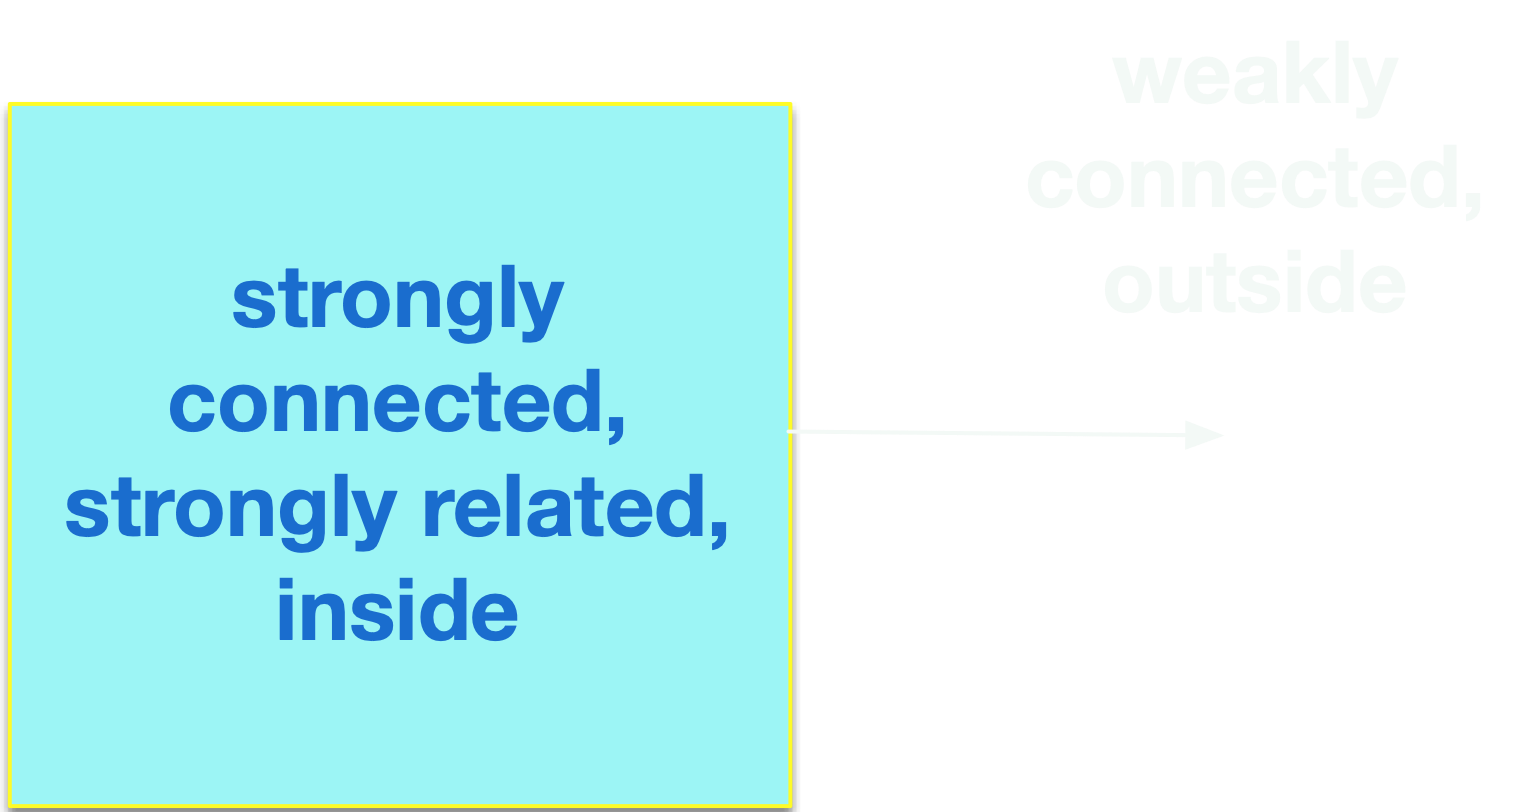 strongly
connected,
strongly related,
inside
weakly
connected,
outside